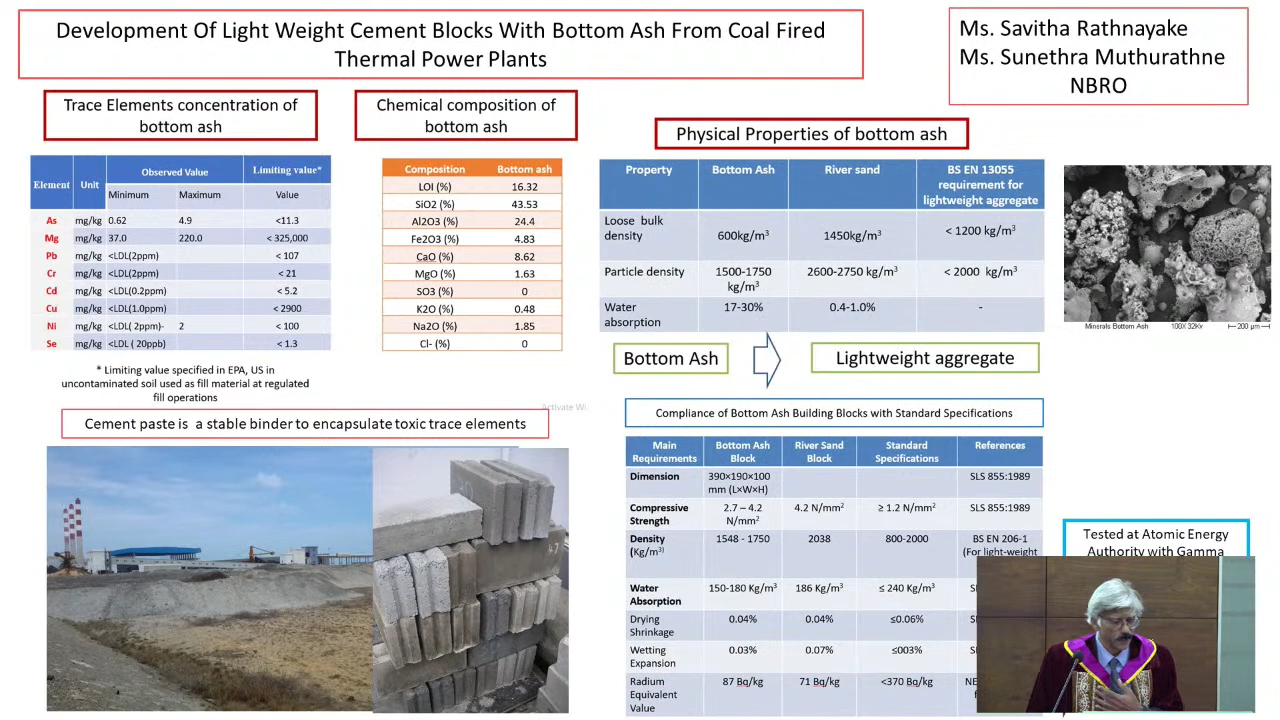 Development Of Light Weight Cement Blocks With Bottom Ash From Coal Fired
Thermal Power Plants
Ms. Savitha Rathnayake
Ms. Sunethra Muthurathne
NBRO
Trace Elements concentration of
bottom ash
Element Unit Observed Value Limiting value*
Minimum Maximum Value
As mg/kg 0.62 4.9 <11.3
Mg mg/kg 37.0 220.0 < 325,000
Pb mg/kg <LDL(2ppm) < 107
Cr mg/kg <LDL(2ppm) < 21
Cd mg/kg <LDL(0.2ppm) < 5.2
Cu mg/kg <LDL(1.0ppm) < 2900
Ni mg/kg <LDL( 2ppm)- 2 < 100
Se mg/kg <LDL( 20ppb) < 1.3
* Limiting value specified in EPA, US in
uncontaminated soil used as fill material at regulated
fill operations
Chemical composition of
bottom ash
Composition Bottom ash
LOI (%) 16.32
SiO2 (%) 43.53
Al2O3 (%) 24.4
Fe2O3 (%) 4.83
CaO (%) 8.62
MgO (%) 1.63
SO3 (%) 0
K2O (%) 0.48
Na2O (%) 1.85
Cl- (%) 0
Physical Properties of bottom ash
Property Bottom Ash River sand BS EN 13055
requirement for
lightweight aggregate
Loose bulk
density 600kg/m³ 1450kg/m³ < 1200 kg/m³
Particle density 1500-1750 2600-2750 kg/m³ < 2000 kg/m³
kg/m³
Water
absorption 17-30% 0.4-1.0% -
Minerals Bottom Ash 100X 32Kv 200 µm
Bottom Ash Lightweight aggregate
Activate Wi
Cement paste is a stable binder to encapsulate toxic trace elements
47
Compliance of Bottom Ash Building Blocks with Standard Specifications
Main
Requirements Bottom Ash
Block River Sand
Block Standard
Specifications References
Dimension 390×190×100
mm (L×W×H) SLS 855:1989
Compressive
Strength 2.7 – 4.2
N/mm² 4.2 N/mm² ≥ 1.2 N/mm² SLS 855:1989
Density
(Kg/m³) 1548 - 1750 2038 800-2000 BS EN 206-1
(For light-weight
Water
Absorption 150-180 Kg/m³ 186 Kg/m³ ≤ 240 Kg/m³
Drying
Shrinkage 0.04% 0.04% ≤0.06%
Wetting
Expansion 0.03% 0.07% ≤003%
Radium
Equivalent
Value 87 Bq/kg 71 Bq/kg <370 Bq/kg
Tested at Atomic Energy
Authority with Gamma